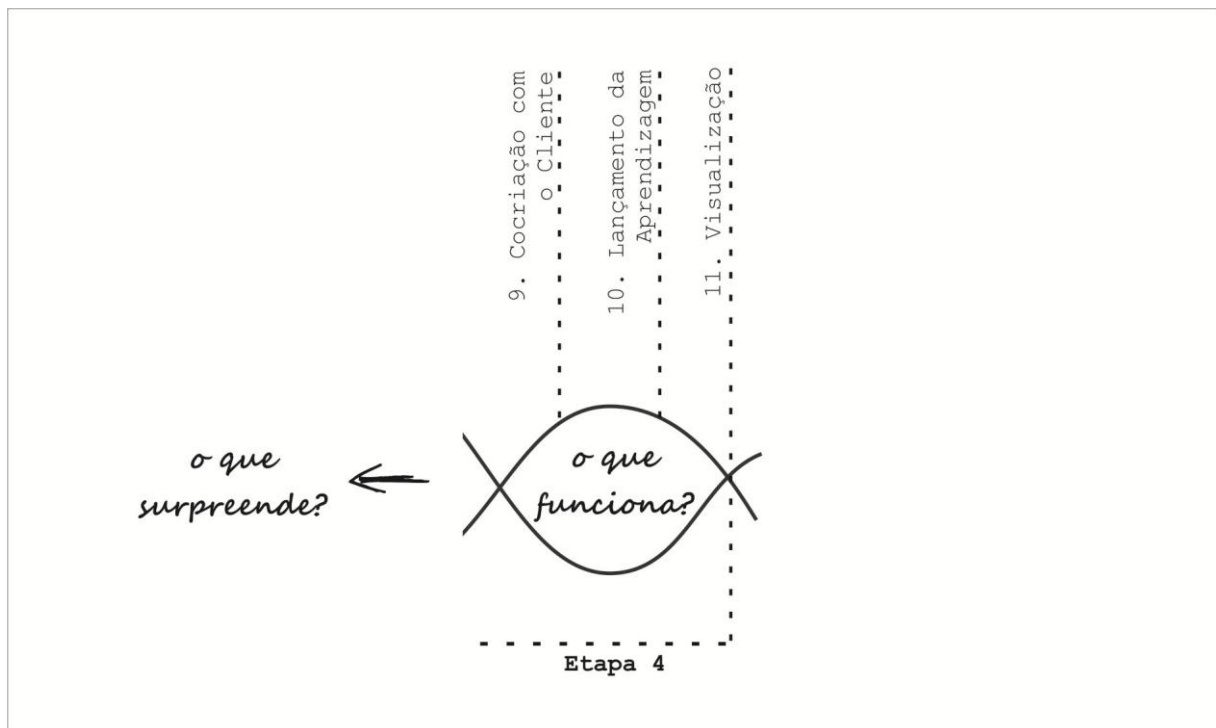 9. Cocriação com
o Cliente
10. Lançamento da
Aprendizagem
11. Visualização
o que
surpreende?
o que
funciona?
Etapa 4